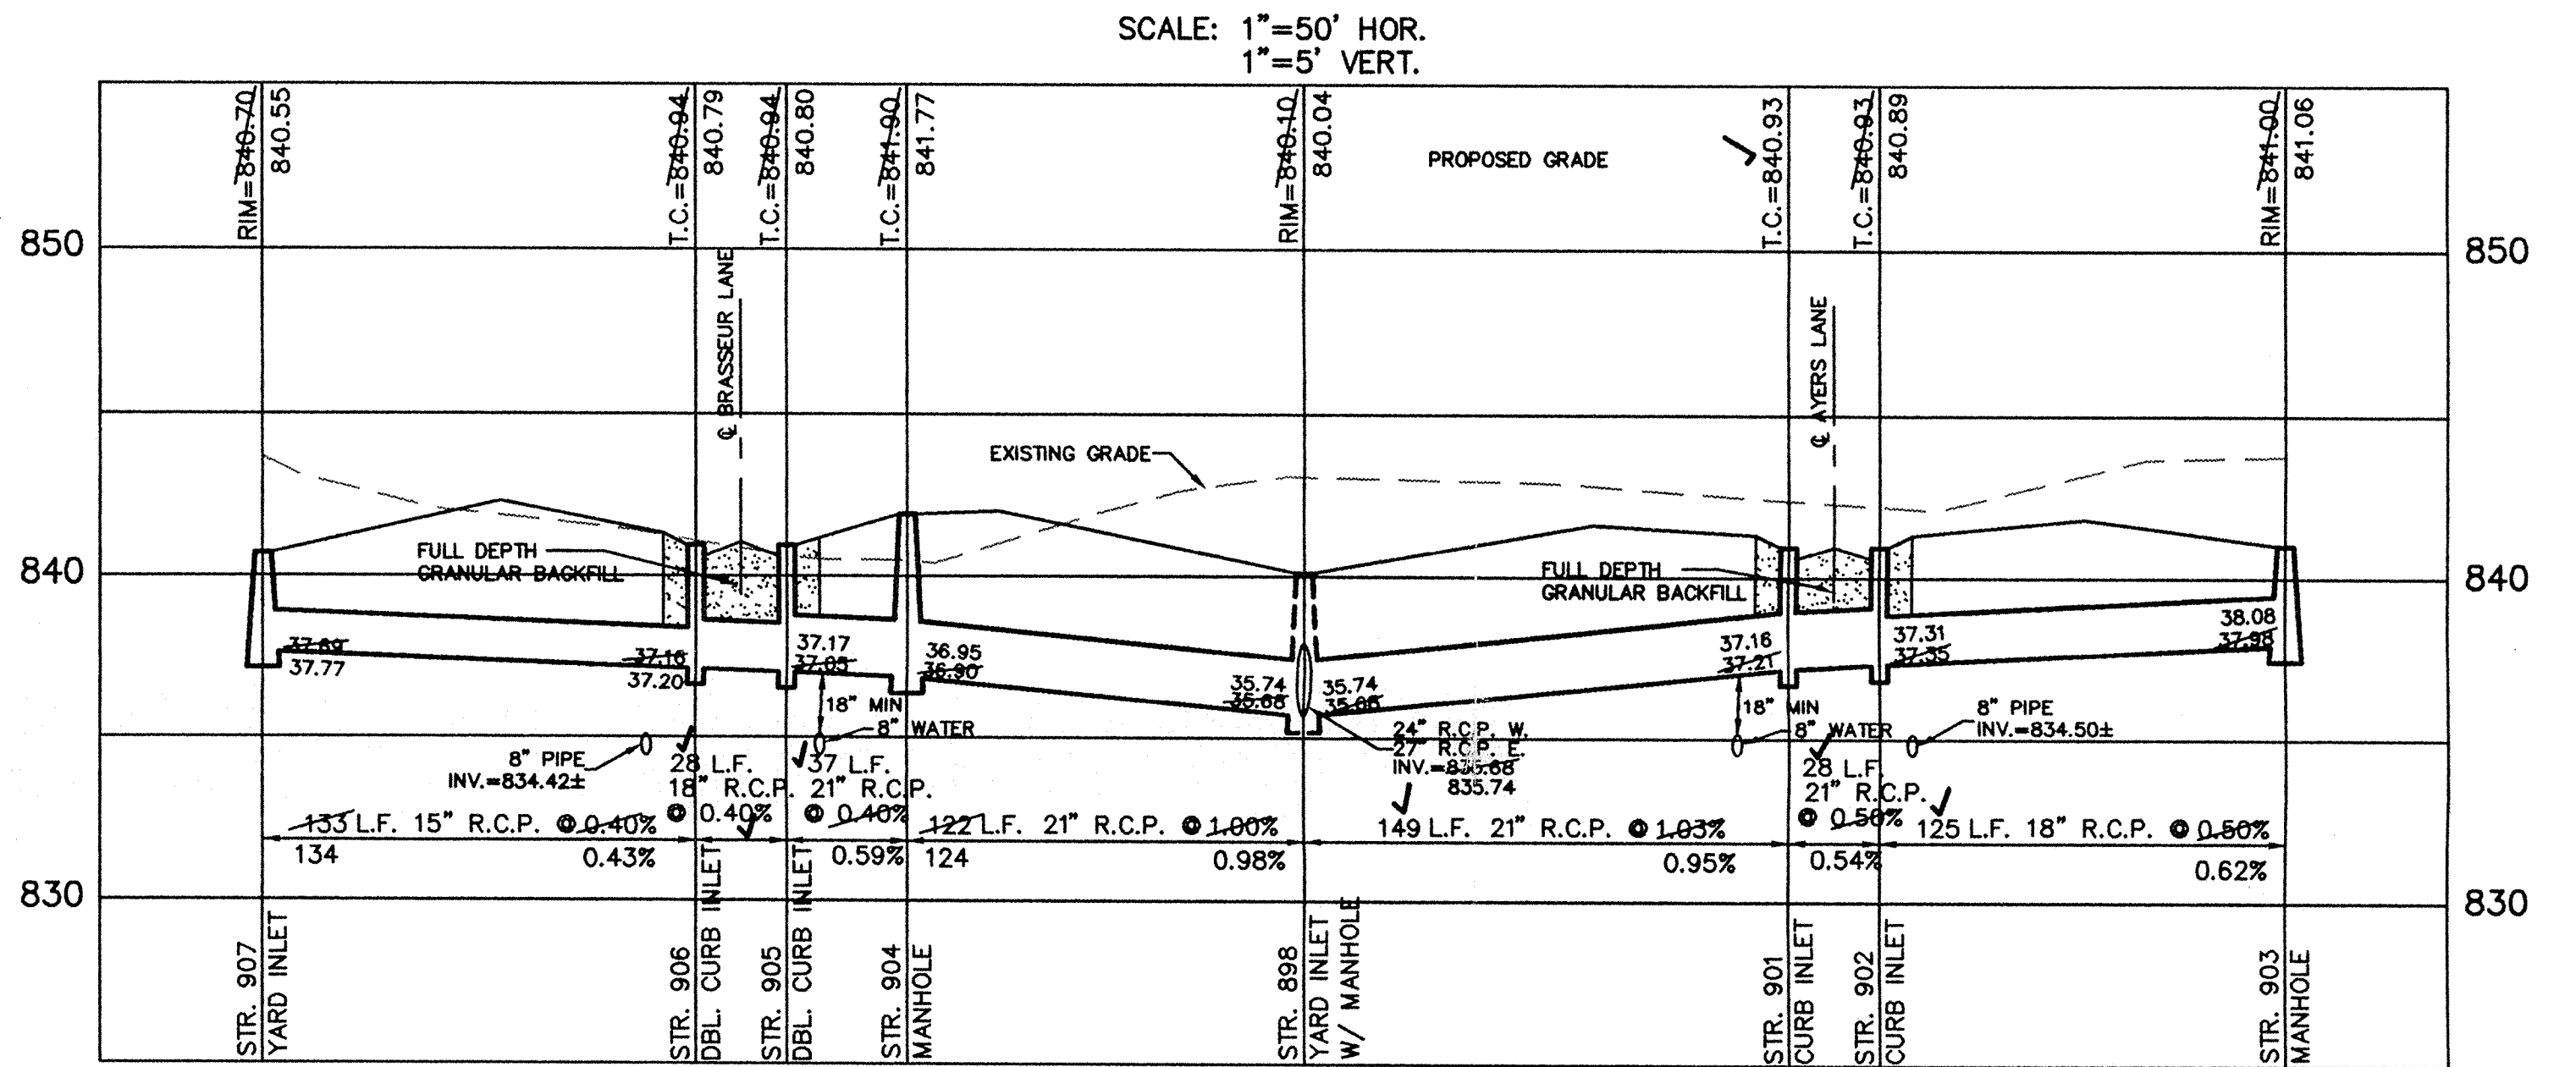 SCALE: 1"=50' HOR.
1"=5' VERT.
RIM=840.70
840.55
T.C.=840.94
840.79
T.C.=840.94
840.80
T.C.=841.90
841.77
RIM=840.10
840.04
PROPOSED GRADE
T.C.=840.93
T.C.=840.93
840.89
RIM=841.00
841.06
850
850
℄ BRASSEUR LANE
℄ AYERS LANE
EXISTING GRADE
FULL DEPTH
GRANULAR BACKFILL
FULL DEPTH
GRANULAR BACKFILL
840
840
37.69
37.77
37.16
37.20
37.17
37.05
36.95
36.90
35.74
35.68
35.74
37.16
37.21
37.31
37.35
38.08
37.98
18" MIN
8" WATER
8" PIPE
INV.=834.42±
24" R.C.P. W.
27" R.C.P. E.
INV.=835.68
835.74
18" MIN
8" WATER
8" PIPE
INV.=834.50±
133 L.F. 15" R.C.P. @ 0.40%
134
0.43%
28 L.F.
18" R.C.P.
@ 0.40%
37 L.F.
21" R.C.P.
@ 0.40%
0.59%
122 L.F. 21" R.C.P. @ 1.00%
124
0.98%
149 L.F. 21" R.C.P. @ 1.03%
0.95%
28 L.F.
21" R.C.P.
@ 0.50%
0.54%
125 L.F. 18" R.C.P. @ 0.50%
0.62%
830
830
STR. 907
YARD INLET
STR. 906
DBL. CURB INLET
STR. 905
DBL. CURB INLET
STR. 904
MANHOLE
STR. 898
YARD INLET
W/ MANHOLE
STR. 901
CURB INLET
STR. 902
CURB INLET
STR. 903
MANHOLE